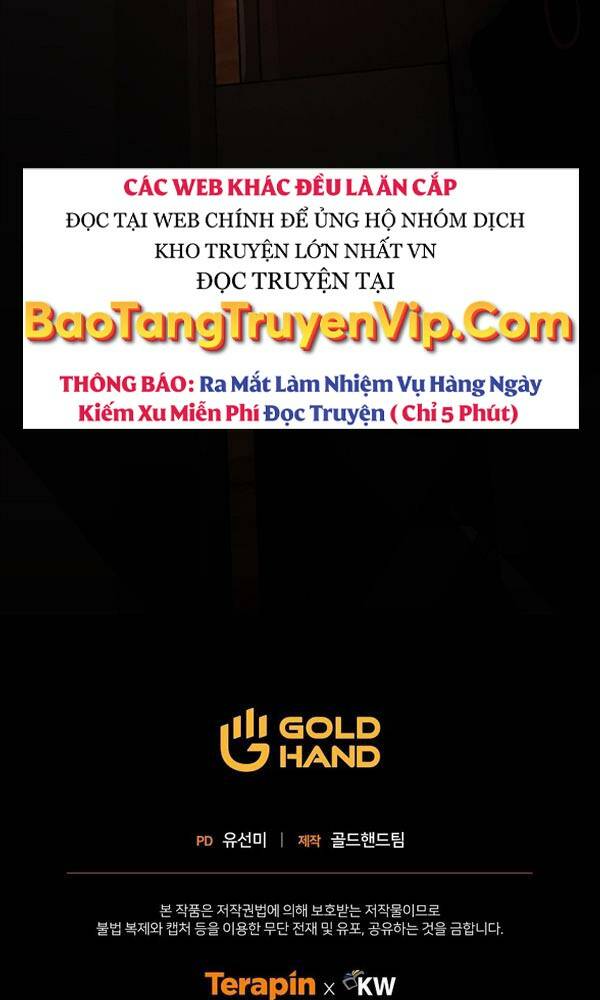 CÁC WEB KHÁC ĐỀU LÀ ĂN CẮP
ĐỌC TẠI WEB CHÍNH ĐỂ ỦNG HỘ NHÓM DỊCH
KHO TRUYỆN LỚN NHẤT VN
ĐỌC TRUYỆN TẠI
BaoTangTruyenVip.Com
THÔNG BÁO: Ra Mắt Làm Nhiệm Vụ Hàng Ngày
Kiếm Xu Miễn Phí Đọc Truyện ( Chỉ 5 Phút)
GOLD
HAND
PD 유선미 | 제작 골드핸드팀
본 작품은 저작권법에 의해 보호받는 저작물이므로
불법 복제와 캡처 등을 이용한 무단 전재 및 유포, 공유하는 것을 금합니다.
Terapin x KW